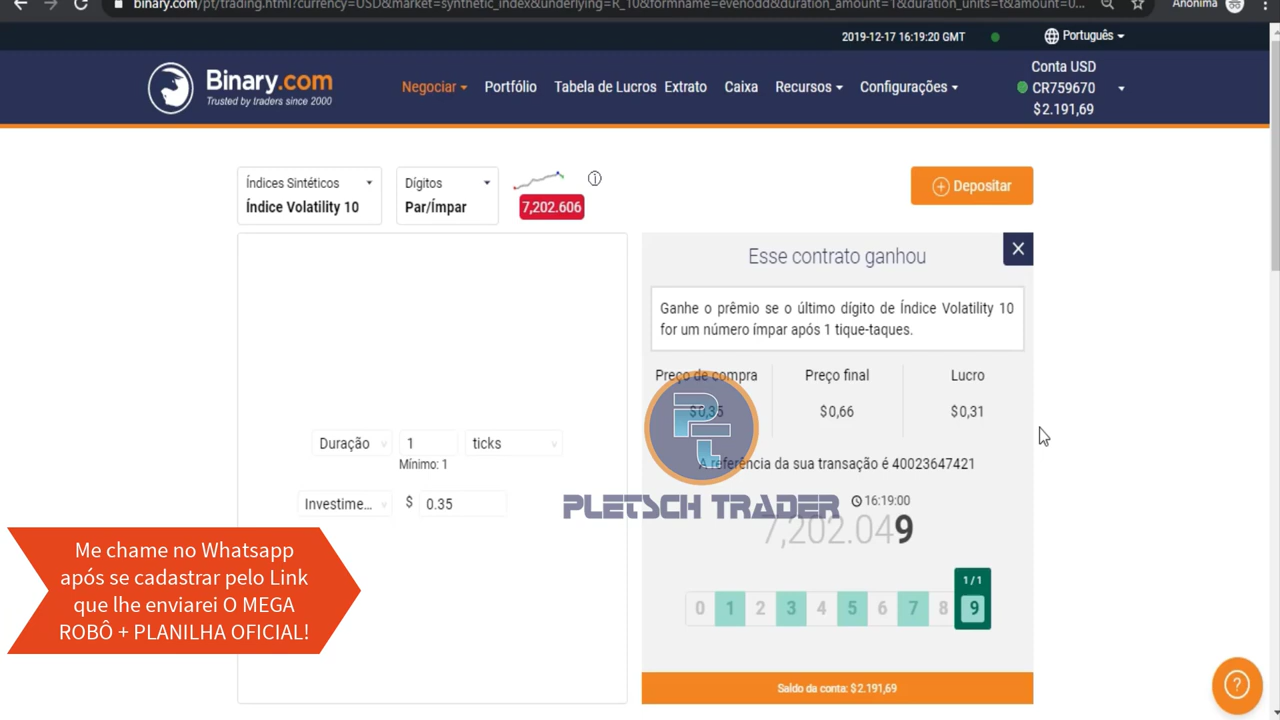 binary.com/pt/trading.html?currency=USD&market=synthetic_index&underlying=R_10&formname=evenodd&duration_amount=1&duration_units=t&amount=0...
Anônima
2019-12-17 16:19:20 GMT
Português
Binary.com
Trusted by traders since 2000
Negociar
Portfólio
Tabela de Lucros
Extrato
Caixa
Recursos
Configurações
Conta USD
CR759670
$2.191,69
Índices Sintéticos
Índice Volatility 10
Dígitos
Par/Ímpar
7,202.606
Depositar
Esse contrato ganhou
Ganhe o prêmio se o último dígito de Índice Volatility 10
for um número ímpar após 1 tique-taques.
Preço de compra
Preço final
Lucro
$0,35
$0,66
$0,31
Duração
1
ticks
Mínimo: 1
A referência da sua transação é 40023647421
Investime...
$
0.35
PLETSCH TRADER
16:19:00
7,202.049
1/1
0 1 2 3 4 5 6 7 8 9
Saldo da conta: $2.191,69
Me chame no Whatsapp
após se cadastrar pelo Link
que lhe enviarei O MEGA
ROBÔ + PLANILHA OFICIAL!
?